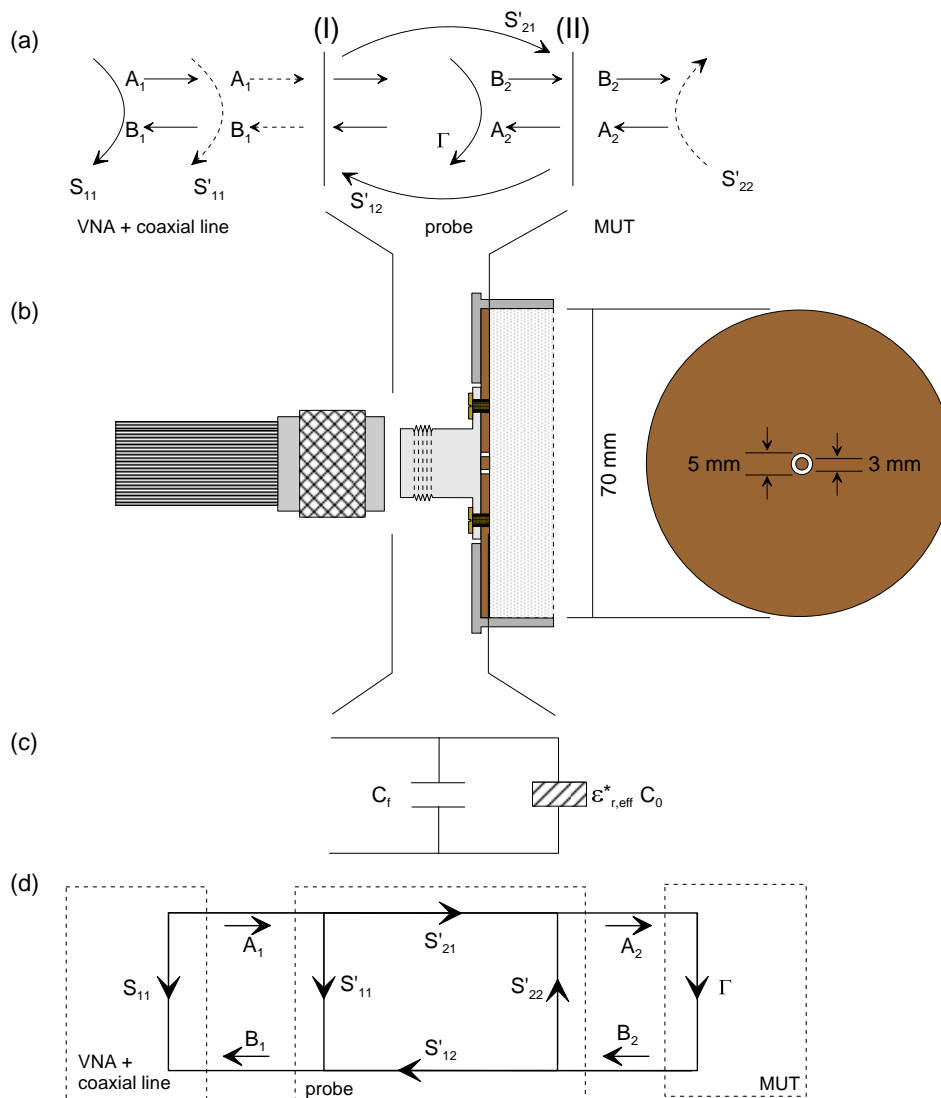 (a)
(I) S'21 (II)
A1 A1 B2 B2
B1 B1 Γ A2 A2
S11 S'11 S'12 S'22
VNA + coaxial line probe MUT
(b)
5 mm 3 mm
70 mm
(c)
Cf ε*r,eff C0
(d)
A1 S'21 A2
S11 S'11 S'22 Γ
B1 S'12 B2
VNA +
coaxial line
probe MUT